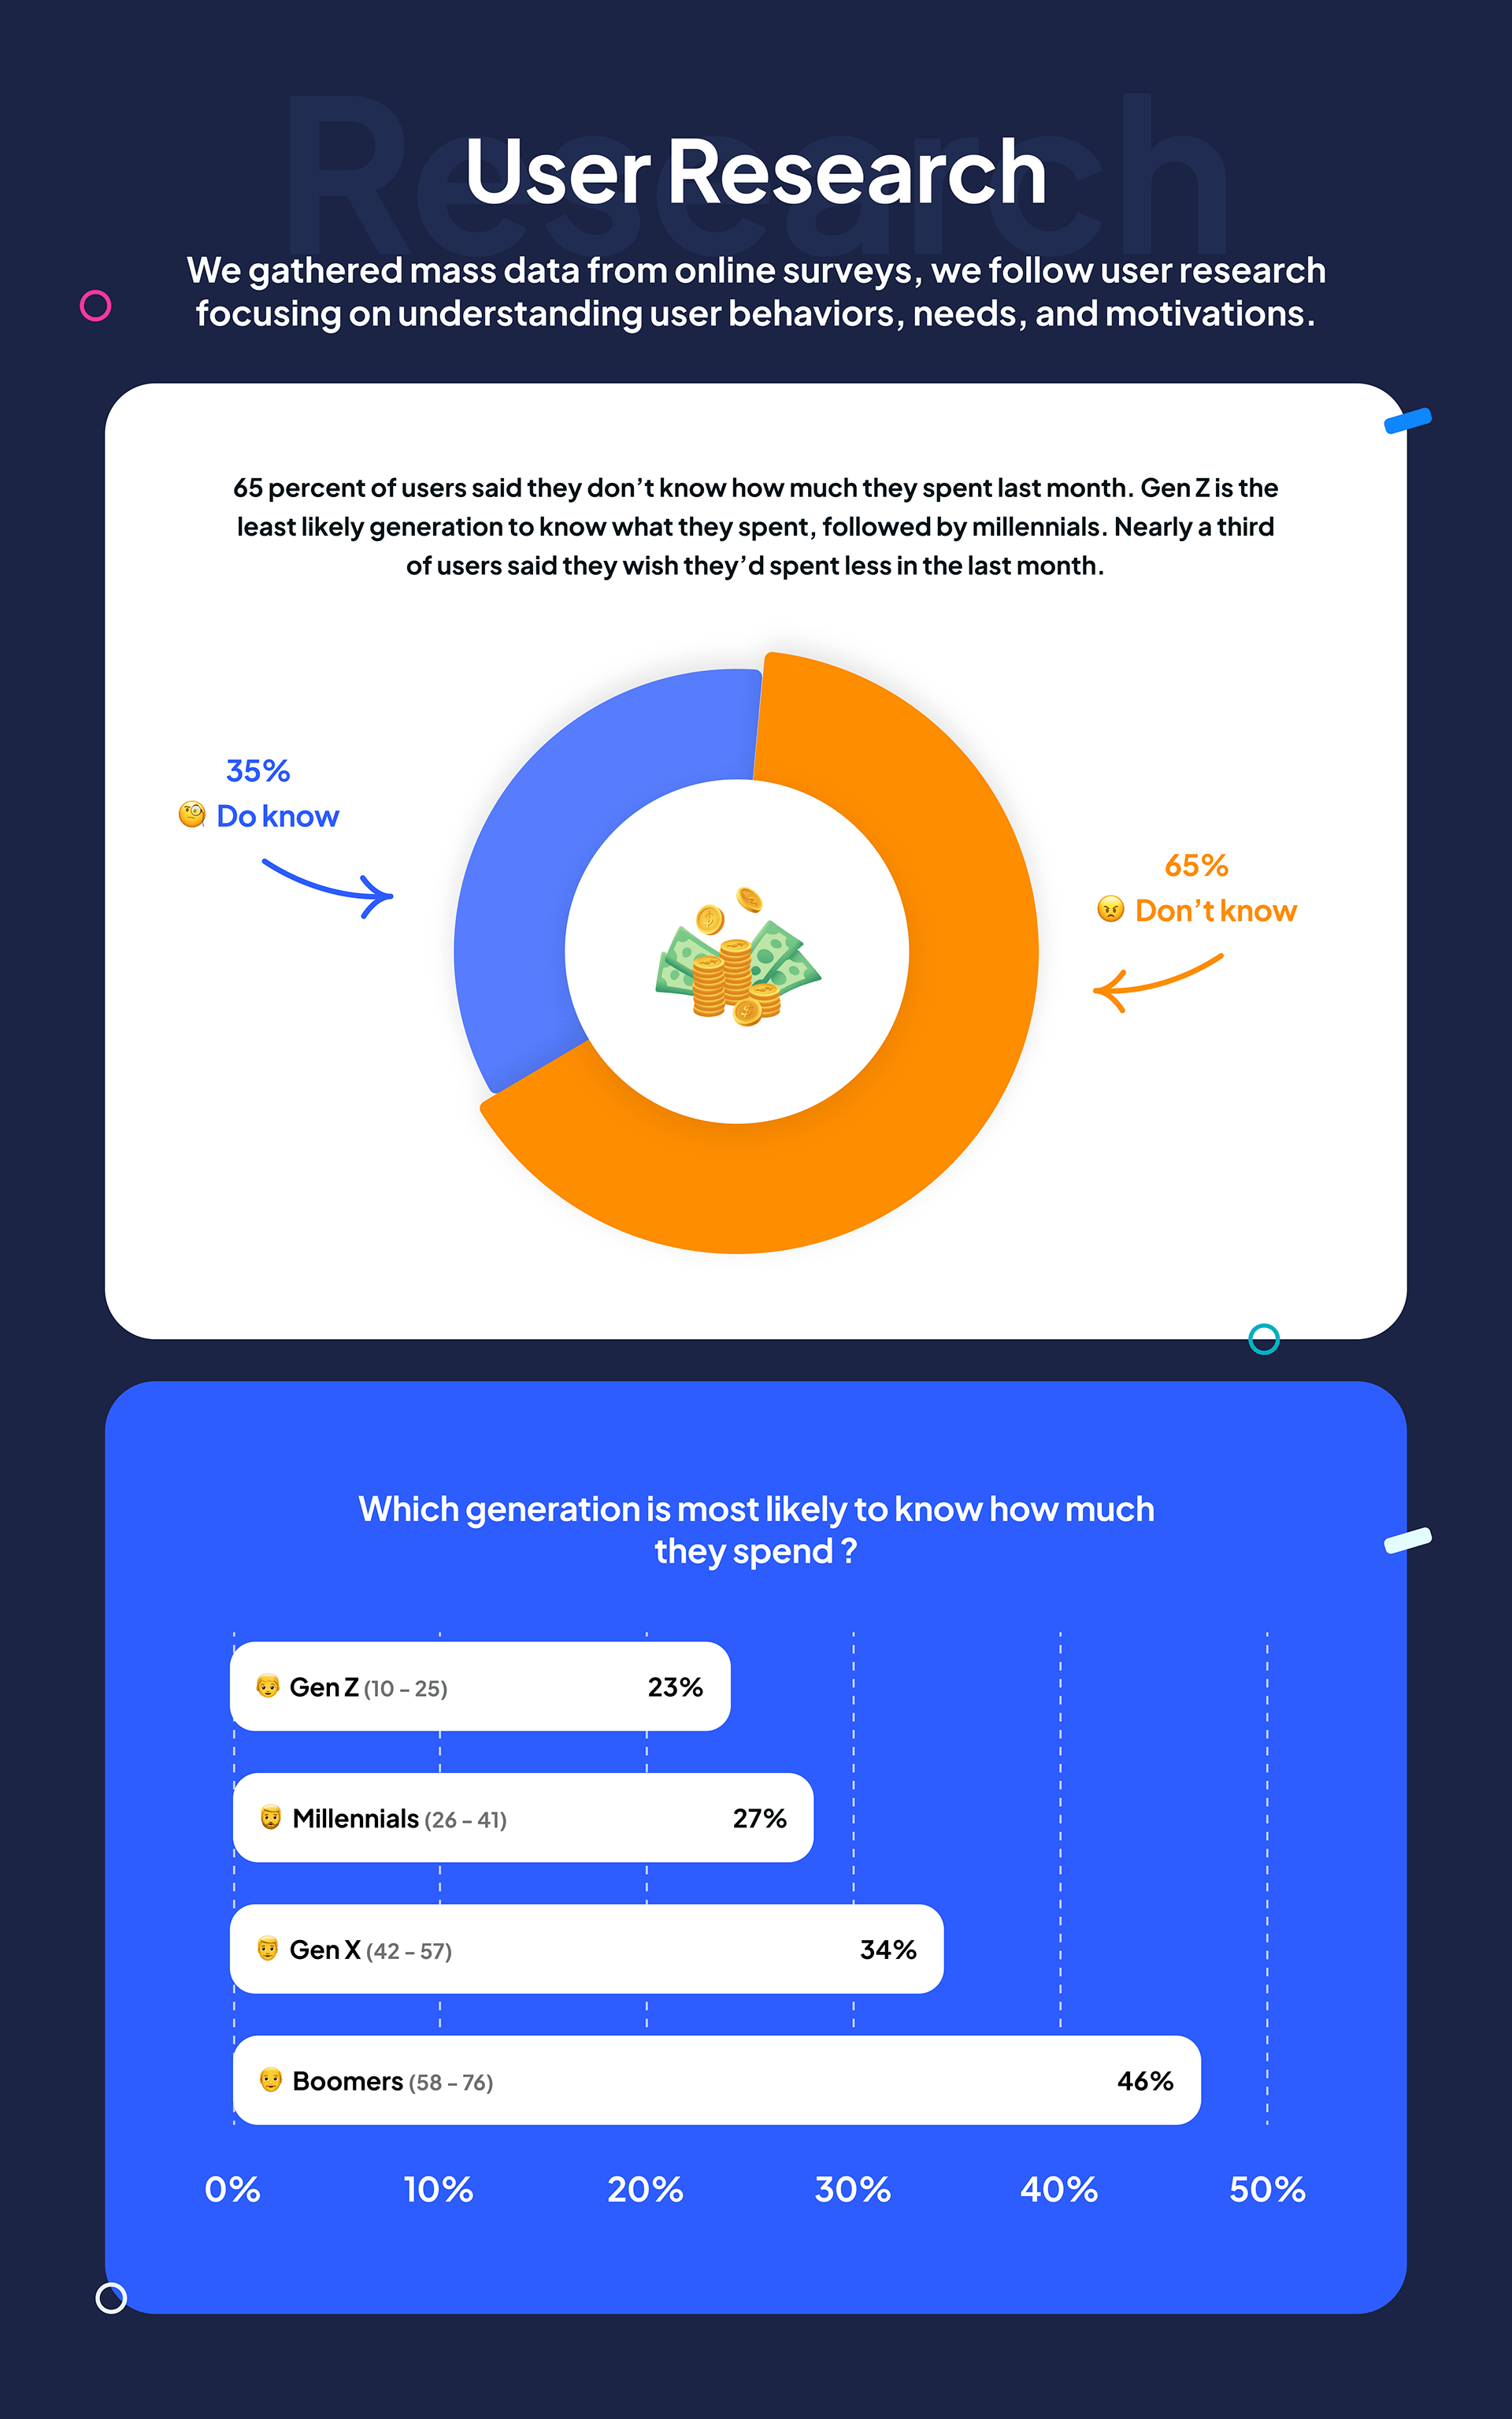 Research
User Research
We gathered mass data from online surveys, we follow user research
focusing on understanding user behaviors, needs, and motivations.
65 percent of users said they don’t know how much they spent last month. Gen Z is the
least likely generation to know what they spent, followed by millennials. Nearly a third
of users said they wish they’d spent less in the last month.
35%
Do know
65%
Don’t know
Which generation is most likely to know how much
they spend ?
Gen Z (10 - 25) 23%
Millennials (26 - 41) 27%
Gen X (42 - 57) 34%
Boomers (58 - 76) 46%
0% 10% 20% 30% 40% 50%